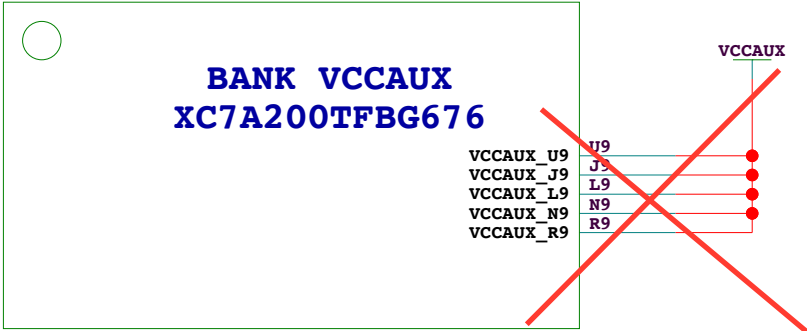 VCCAUX
BANK VCCAUX
XC7A200TFBG676
VCCAUX_U9 U9
VCCAUX_J9 J9
VCCAUX_L9 L9
VCCAUX_N9 N9
VCCAUX_R9 R9